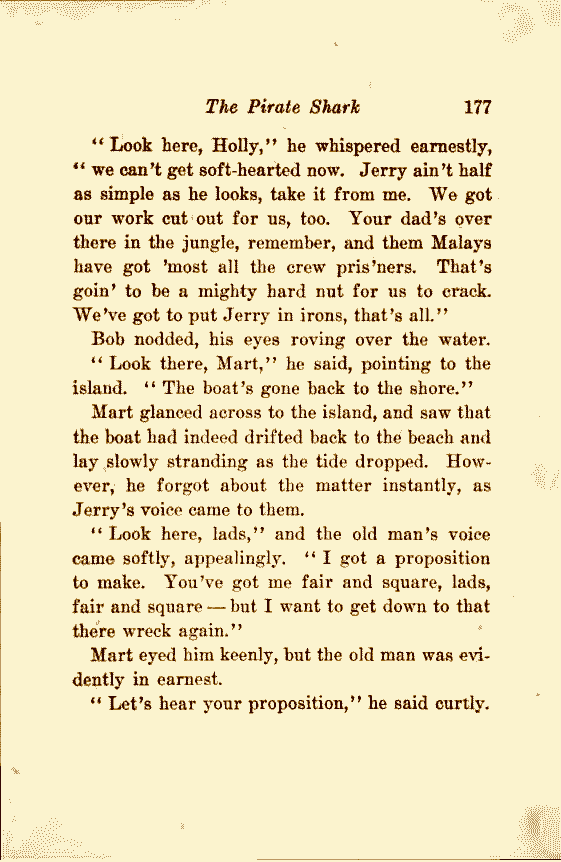 The Pirate Shark 177
“ Look here, Holly,” he whispered earnestly,
“ we can’t get soft-hearted now. Jerry ain’t half
as simple as he looks, take it from me. We got
our work cut out for us, too. Your dad’s over
there in the jungle, remember, and them Malays
have got ’most all the crew pris’ners. That’s
goin’ to be a mighty hard nut for us to crack.
We’ve got to put Jerry in irons, that’s all.”
Bob nodded, his eyes roving over the water.
“ Look there, Mart,” he said, pointing to the
island. “ The boat’s gone back to the shore.”
Mart glanced across to the island, and saw that
the boat had indeed drifted back to the beach and
lay slowly stranding as the tide dropped. How-
ever, he forgot about the matter instantly, as
Jerry’s voice came to them.
“ Look here, lads,” and the old man’s voice
came softly, appealingly. “ I got a proposition
to make. You’ve got me fair and square, lads,
fair and square — but I want to get down to that
there wreck again.”
Mart eyed him keenly, but the old man was evi-
dently in earnest.
“ Let’s hear your proposition,” he said curtly.